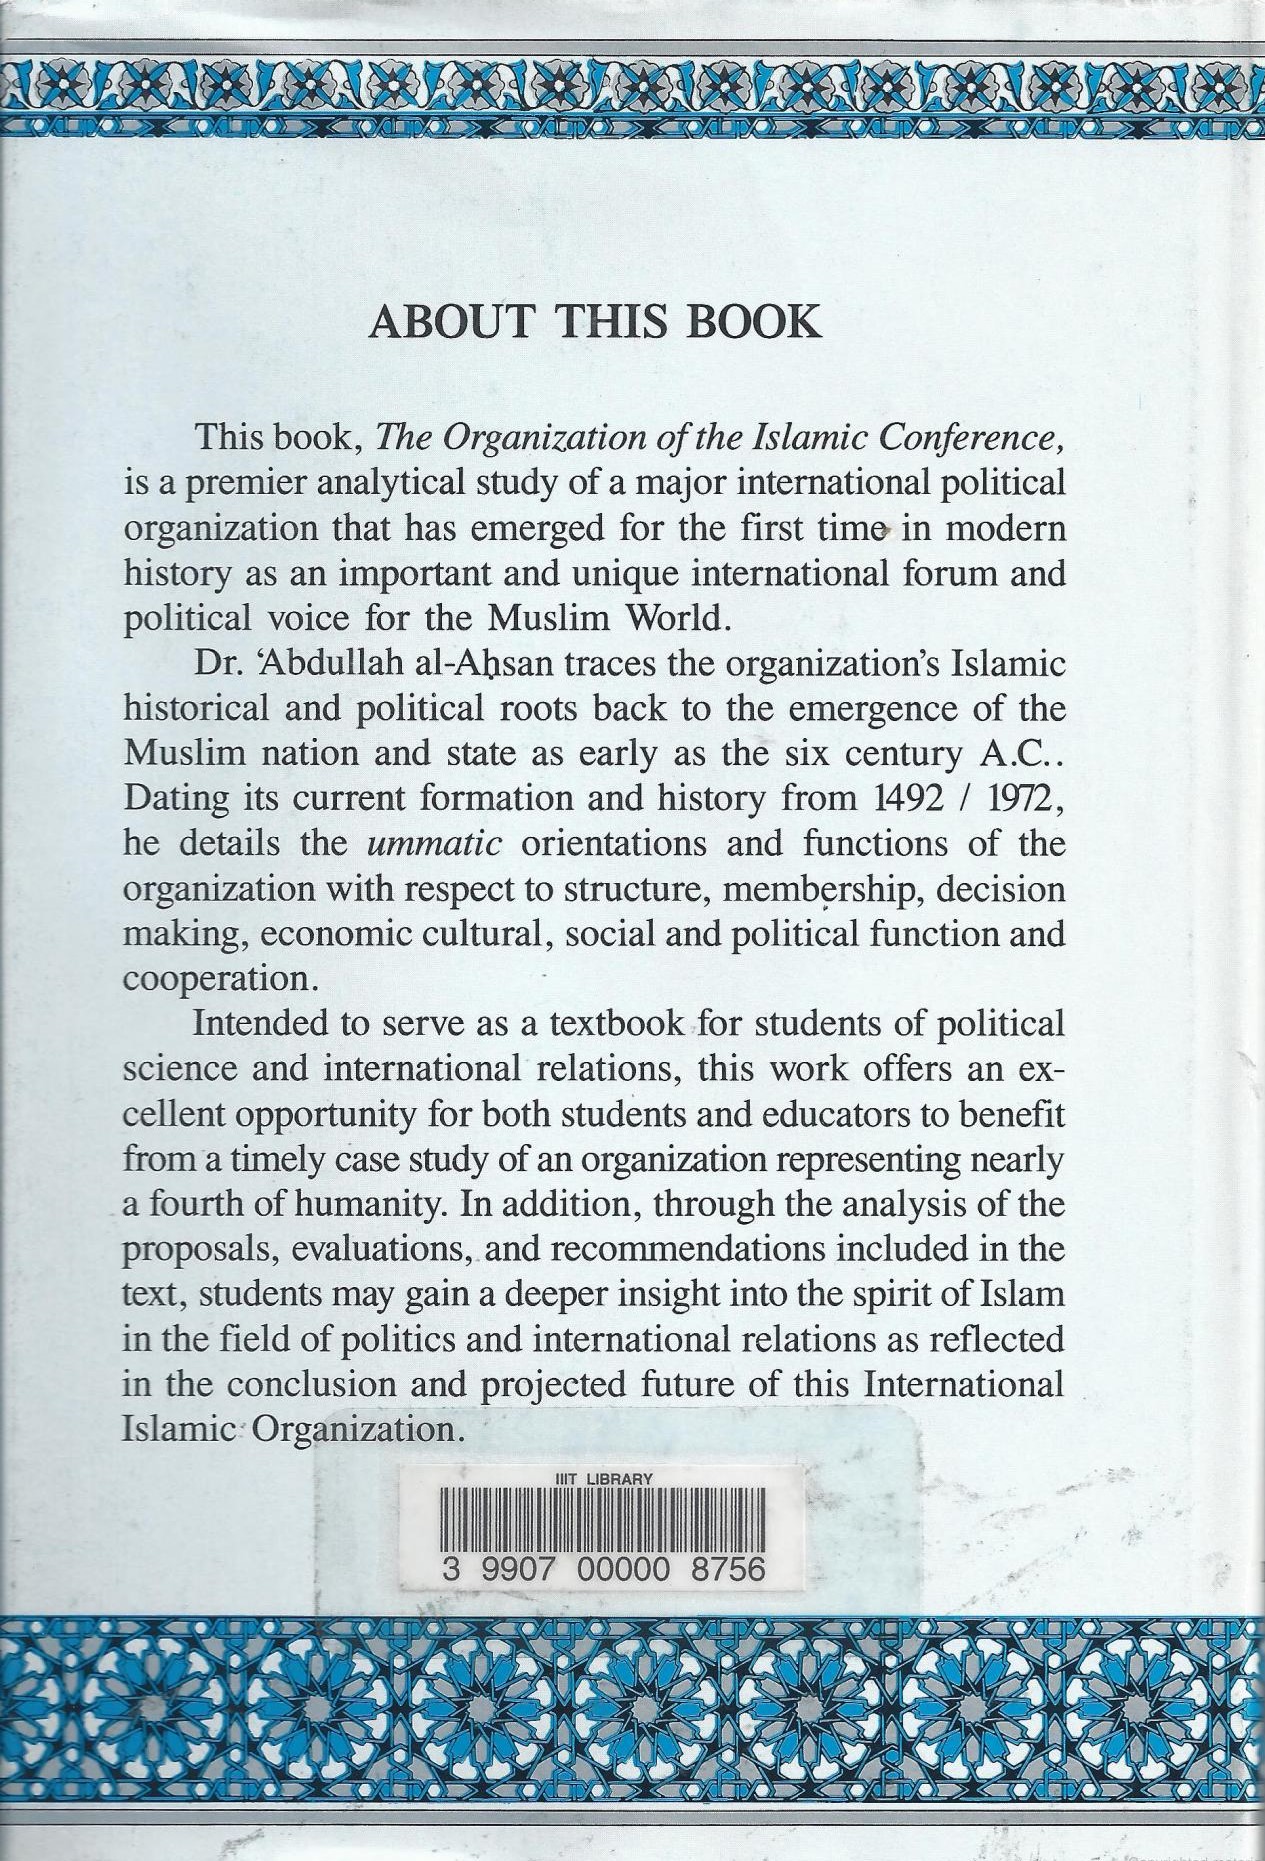 ABOUT THIS BOOK
This book, The Organization of the Islamic Conference,
is a premier analytical study of a major international political
organization that has emerged for the first time in modern
history as an important and unique international forum and
political voice for the Muslim World.
Dr. ‘Abdullah al-Aḥsan traces the organization’s Islamic
historical and political roots back to the emergence of the
Muslim nation and state as early as the six century A.C..
Dating its current formation and history from 1492 / 1972,
he details the ummatic orientations and functions of the
organization with respect to structure, membership, decision
making, economic cultural, social and political function and
cooperation.
Intended to serve as a textbook for students of political
science and international relations, this work offers an ex-
cellent opportunity for both students and educators to benefit
from a timely case study of an organization representing nearly
a fourth of humanity. In addition, through the analysis of the
proposals, evaluations, and recommendations included in the
text, students may gain a deeper insight into the spirit of Islam
in the field of politics and international relations as reflected
in the conclusion and projected future of this International
Islamic Organization.
IIIT LIBRARY
3 9907 00000 8756